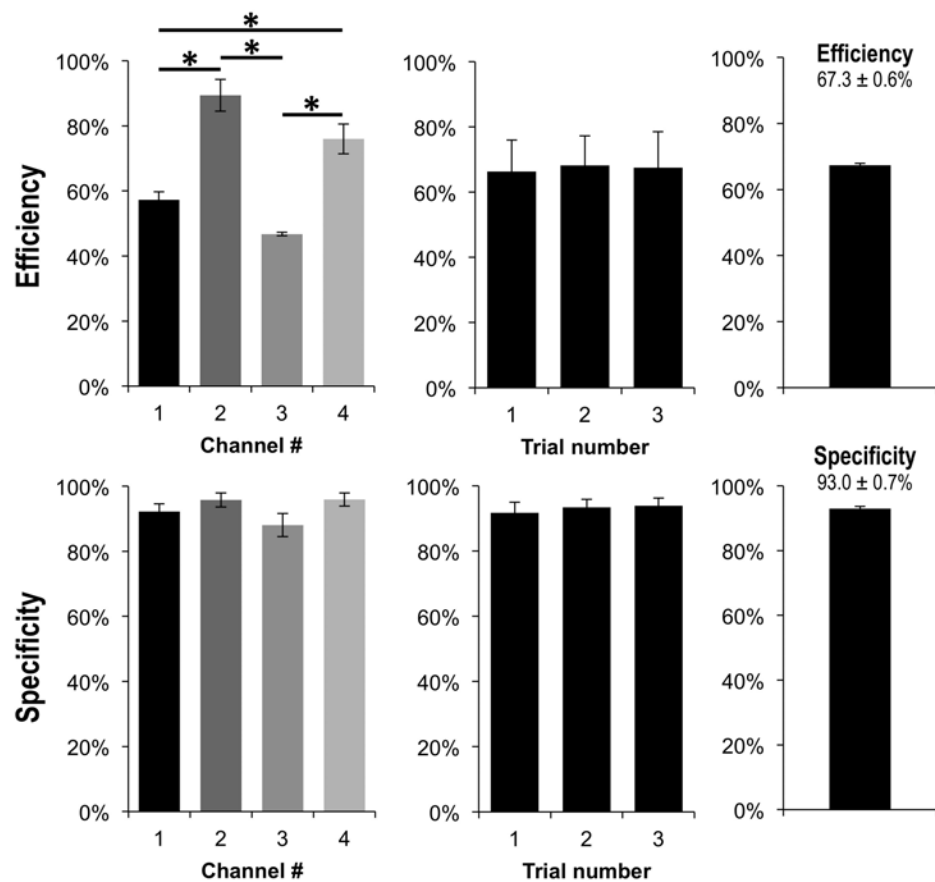 *
* *
*
100%
80%
60%
40%
20%
0%
Efficiency
1 2 3 4
Channel #
100%
80%
60%
40%
20%
0%
1 2 3
Trial number
Efficiency
67.3 ± 0.6%
100%
80%
60%
40%
20%
0%
100%
80%
60%
40%
20%
0%
Specificity
1 2 3 4
Channel #
100%
80%
60%
40%
20%
0%
1 2 3
Trial number
Specificity
93.0 ± 0.7%
100%
80%
60%
40%
20%
0%